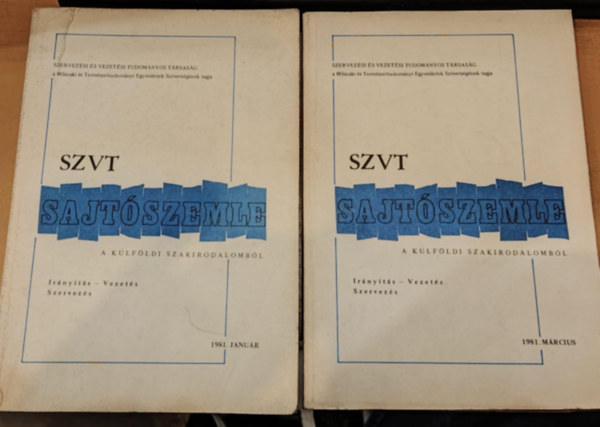 SZERVEZÉSI ÉS VEZETÉSI TUDOMÁNYOS TÁRSASÁG
a Műszaki és Természettudományi Egyesületek Szövetségének tagja
SZVT
SAJTÓSZEMLE
A KÜLFÖLDI SZAKIRODALOMBÓL
Irányítás – Vezetés
Szervezés
1981. JANUÁR
SZERVEZÉSI ÉS VEZETÉSI TUDOMÁNYOS TÁRSASÁG
a Műszaki és Természettudományi Egyesületek Szövetségének tagja
SZVT
SAJTÓSZEMLE
A KÜLFÖLDI SZAKIRODALOMBÓL
Irányítás – Vezetés
Szervezés
1981. MÁRCIUS